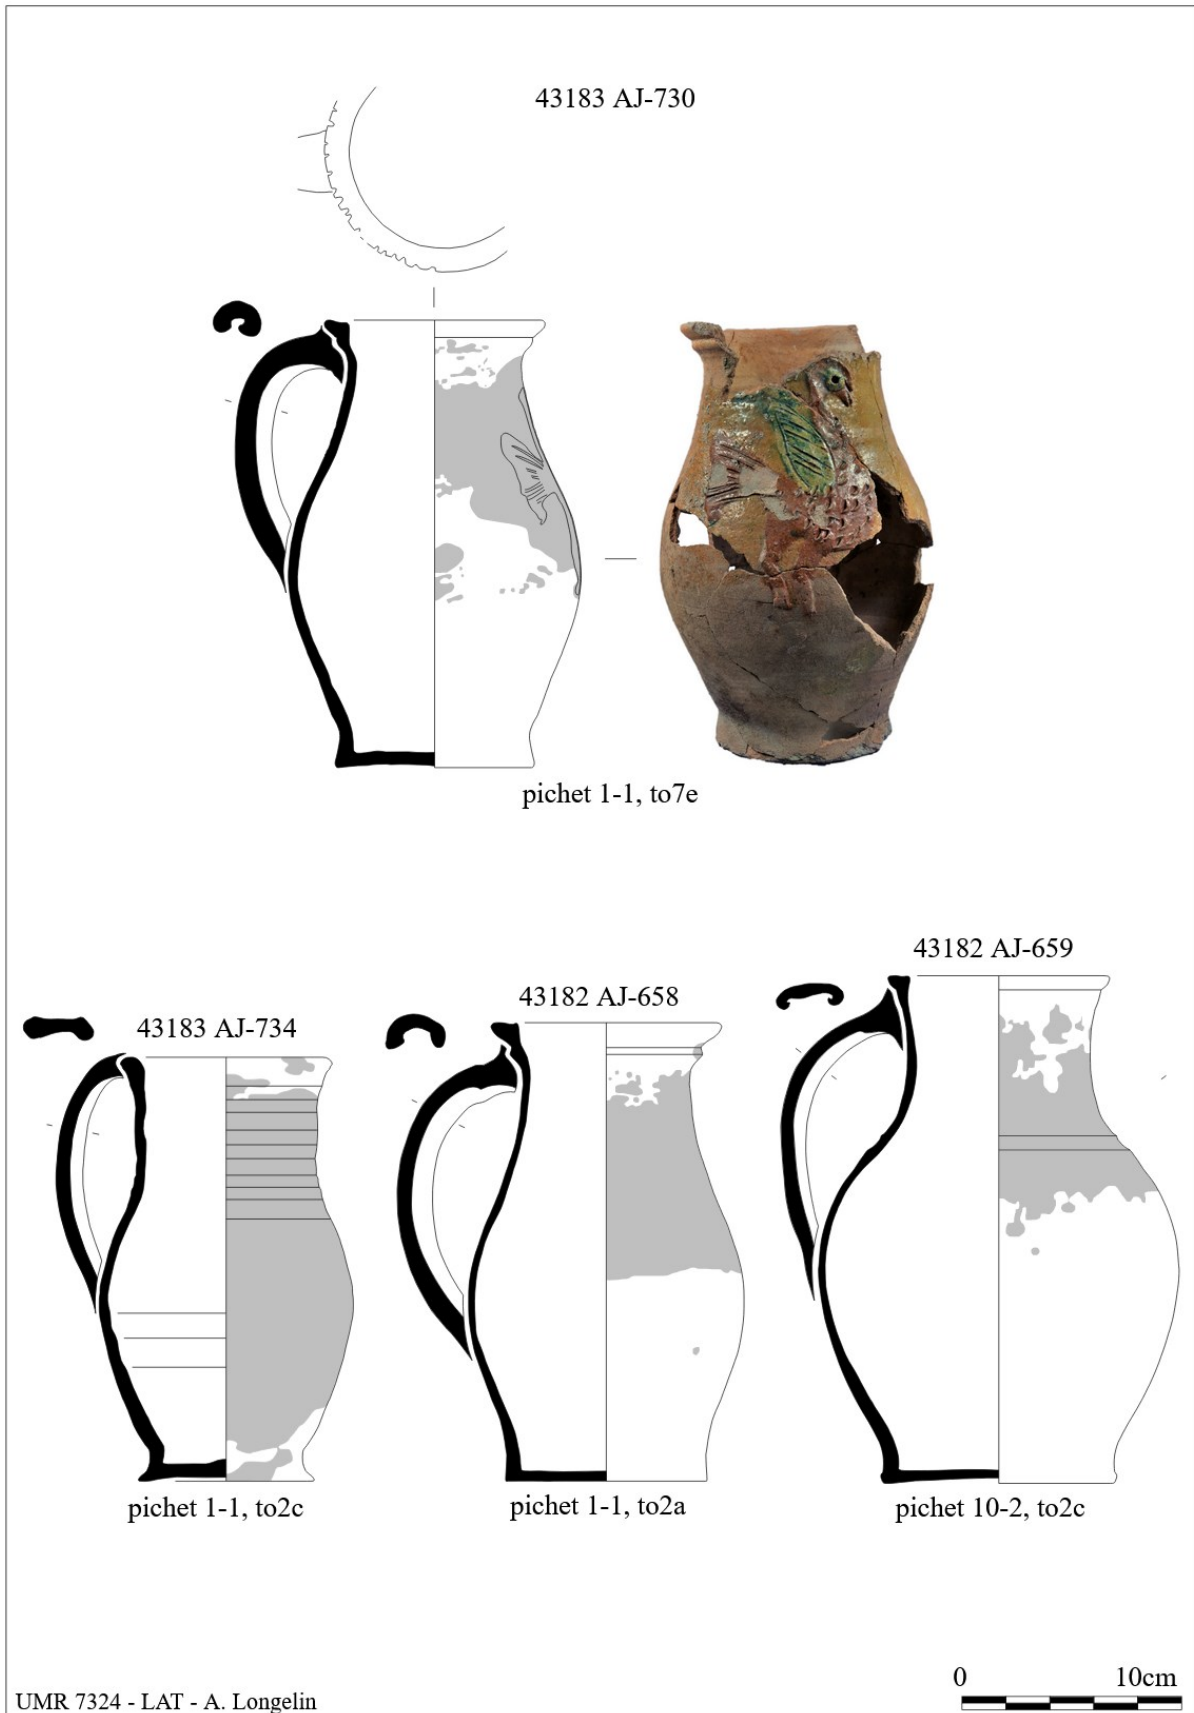 43183 AJ-730
pichet 1-1, to7e
43183 AJ-734
43182 AJ-658
43182 AJ-659
pichet 1-1, to2c
pichet 1-1, to2a
pichet 10-2, to2c
0 10cm
UMR 7324 - LAT - A. Longelin